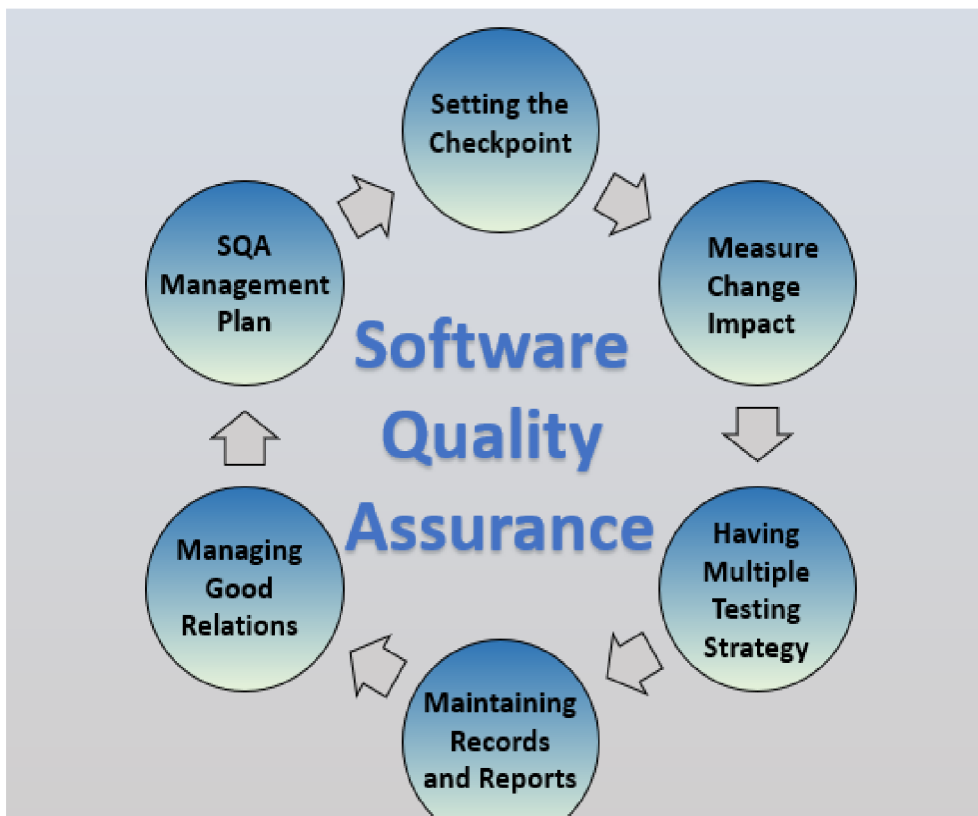 Setting the
Checkpoint
Measure
Change
Impact
Having
Multiple
Testing
Strategy
Maintaining
Records
and Reports
Managing
Good
Relations
SQA
Management
Plan
Software
Quality
Assurance